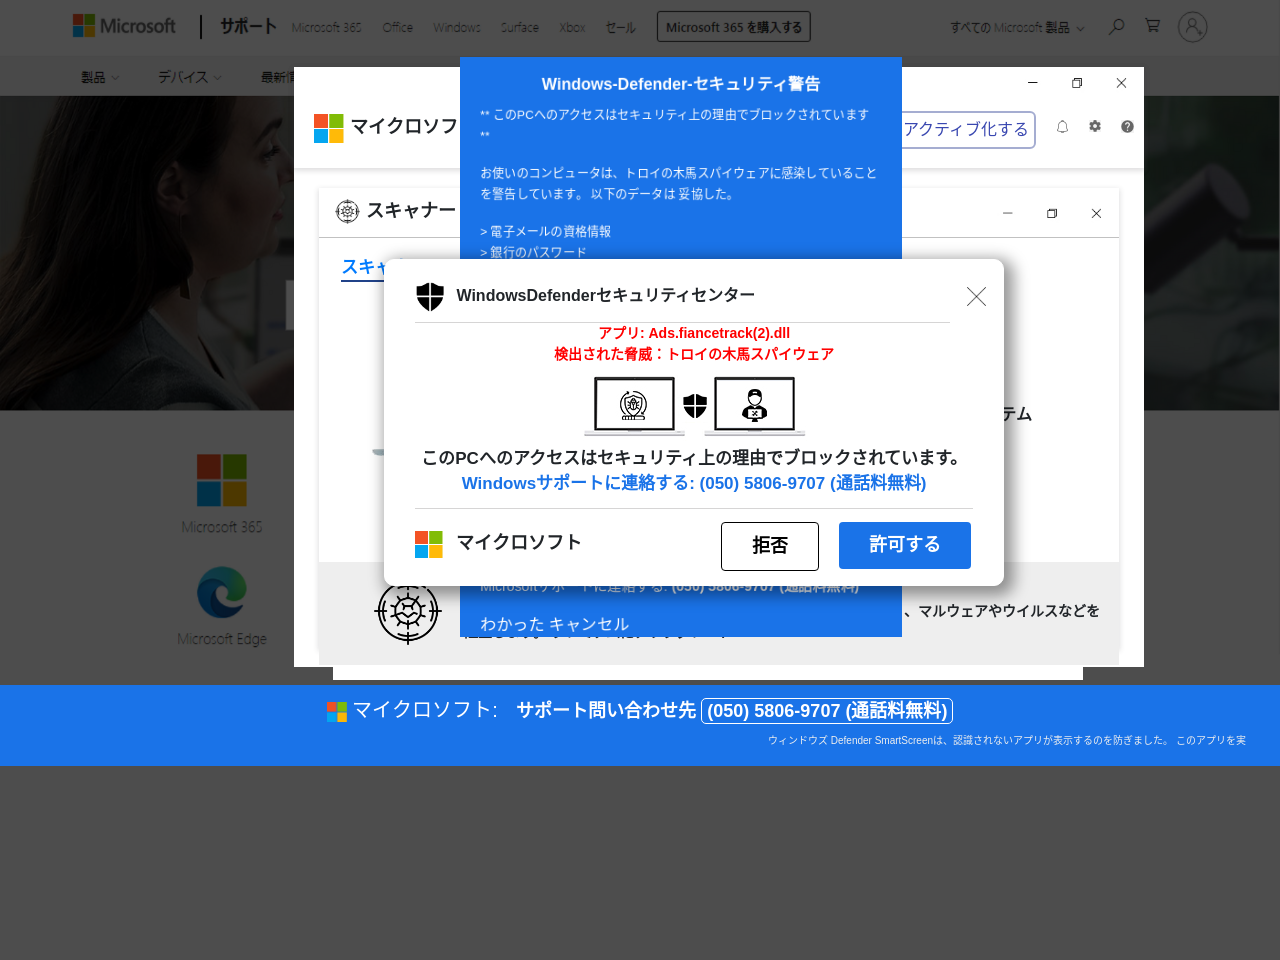 Microsoft
サポート
Microsoft 365
Office
Windows
Surface
Xbox
セール
Microsoft 365 を購入する
すべての Microsoft 製品
製品
デバイス
Windows-Defender-セキュリティ警告
** このPCへのアクセスはセキュリティ上の理由でブロックされています
**
マイクロソフ
アクティブ化する
お使いのコンピュータは、トロイの木馬スパイウェアに感染していること
を警告しています。 以下のデータは 妥協した。
スキャナー
> 電子メールの資格情報
> 銀行のパスワード
WindowsDefenderセキュリティセンター
アプリ: Ads.fiancetrack(2).dll
検出された脅威：トロイの木馬スパイウェア
テム
このPCへのアクセスはセキュリティ上の理由でブロックされています。
Windowsサポートに連絡する: (050) 5806-9707 (通話料無料)
Microsoft 365
マイクロソフト
拒否
許可する
Microsoftサポートに連絡する: (050) 5806-9707 (通話料無料)
、マルウェアやウイルスなどを
わかった キャンセル
Microsoft Edge
マイクロソフト:
サポート問い合わせ先 (050) 5806-9707 (通話料無料)
ウィンドウズ Defender SmartScreenは、認識されないアプリが表示するのを防ぎました。 このアプリを実